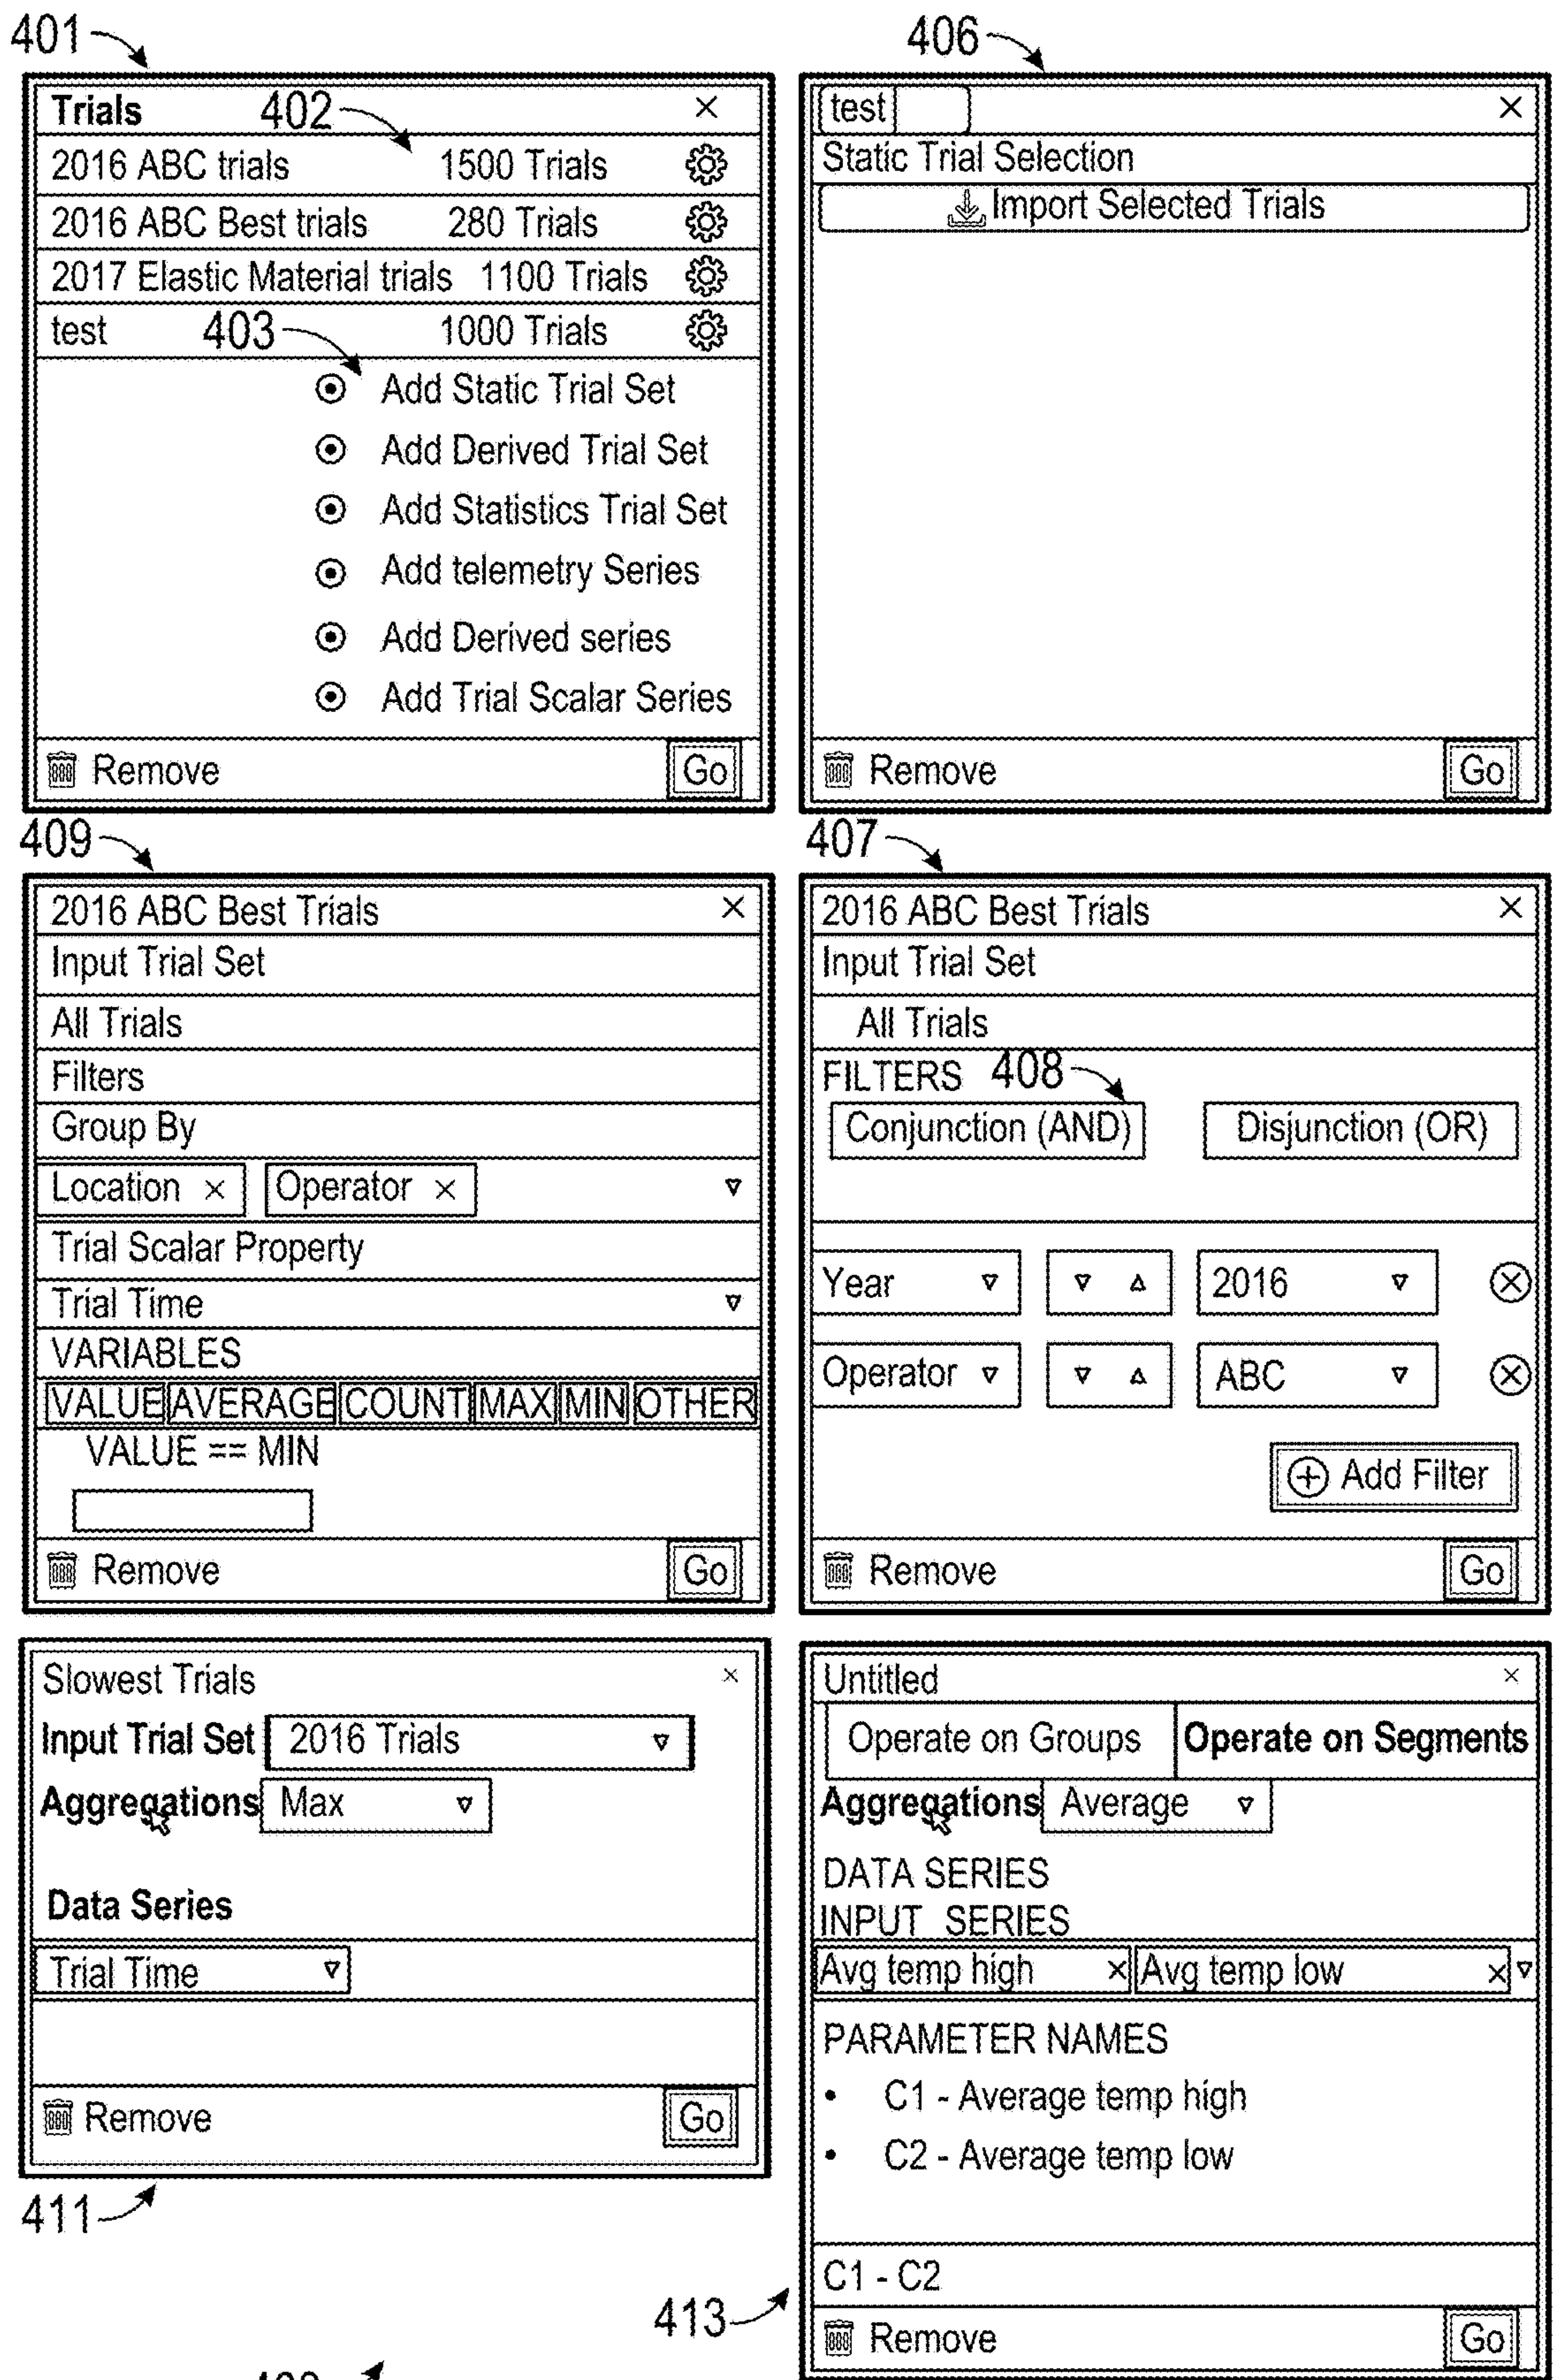 401
Trials ×
402
2016 ABC trials 1500 Trials
2016 ABC Best trials 280 Trials
2017 Elastic Material trials 1100 Trials
test 1000 Trials
403
Add Static Trial Set
Add Derived Trial Set
Add Statistics Trial Set
Add telemetry Series
Add Derived series
Add Trial Scalar Series
Remove Go
406
test ×
Static Trial Selection
Import Selected Trials
Remove Go
409
2016 ABC Best Trials ×
Input Trial Set
All Trials
Filters
Group By
Location × Operator ×
Trial Scalar Property
Trial Time
VARIABLES
VALUE AVERAGE COUNT MAX MIN OTHER
VALUE == MIN
Remove Go
407
2016 ABC Best Trials ×
Input Trial Set
All Trials
FILTERS 408
Conjunction (AND) Disjunction (OR)
Year 2016
Operator ABC
Add Filter
Remove Go
Slowest Trials ×
Input Trial Set 2016 Trials
Aggregations Max
Data Series
Trial Time
Remove Go
411
Untitled ×
Operate on Groups Operate on Segments
Aggregations Average
DATA SERIES
INPUT SERIES
Avg temp high × Avg temp low ×
PARAMETER NAMES
• C1 - Average temp high
• C2 - Average temp low
C1 - C2
413
Remove Go